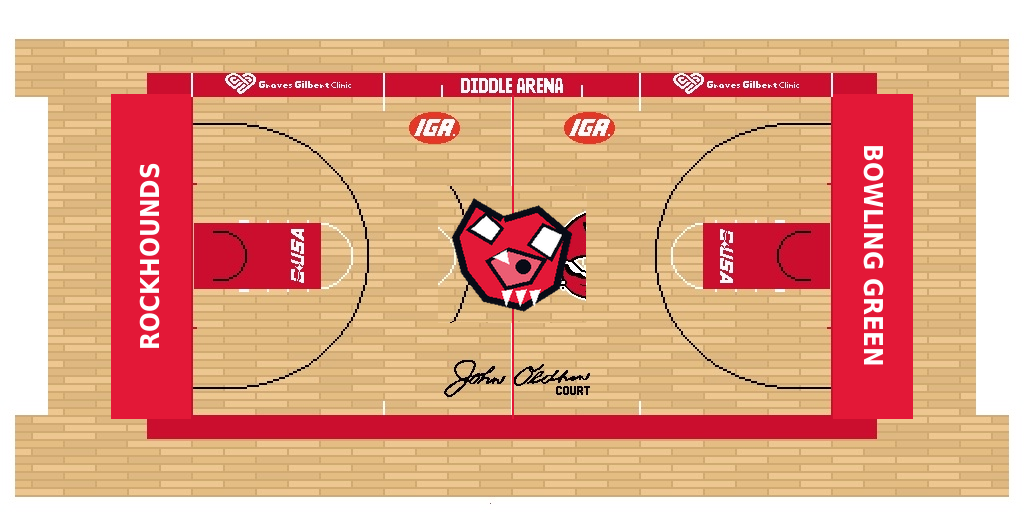 Graves Gilbert Clinic
DIDDLE ARENA
Graves Gilbert Clinic
IGA
IGA
ROCKHOUNDS
C-USA
C-USA
BOWLING GREEN
John Oldham
COURT